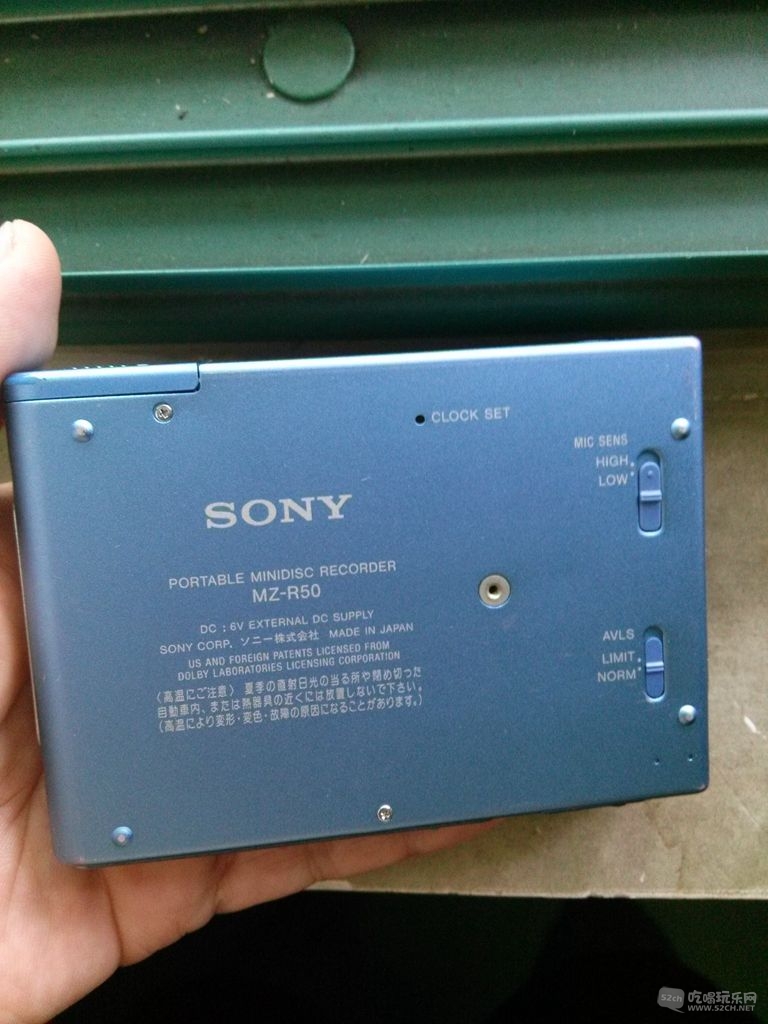 CLOCK SET
MIC SENS
HIGH
LOW
SONY
PORTABLE MINIDISC RECORDER
MZ-R50
DC : 6V EXTERNAL DC SUPPLY
SONY CORP. ソニー株式会社 MADE IN JAPAN
US AND FOREIGN PATENTS LICENSED FROM
DOLBY LABORATORIES LICENSING CORPORATION
〈高温にご注意〉 夏季の直射日光の当る所や閉め切った
自動車内、または熱器具の近くには放置しないで下さい。
(高温により変形・変色・故障の原因になることがあります。)
AVLS
LIMIT
NORM
52ch 吃喝玩乐网
WWW.52CH.NET